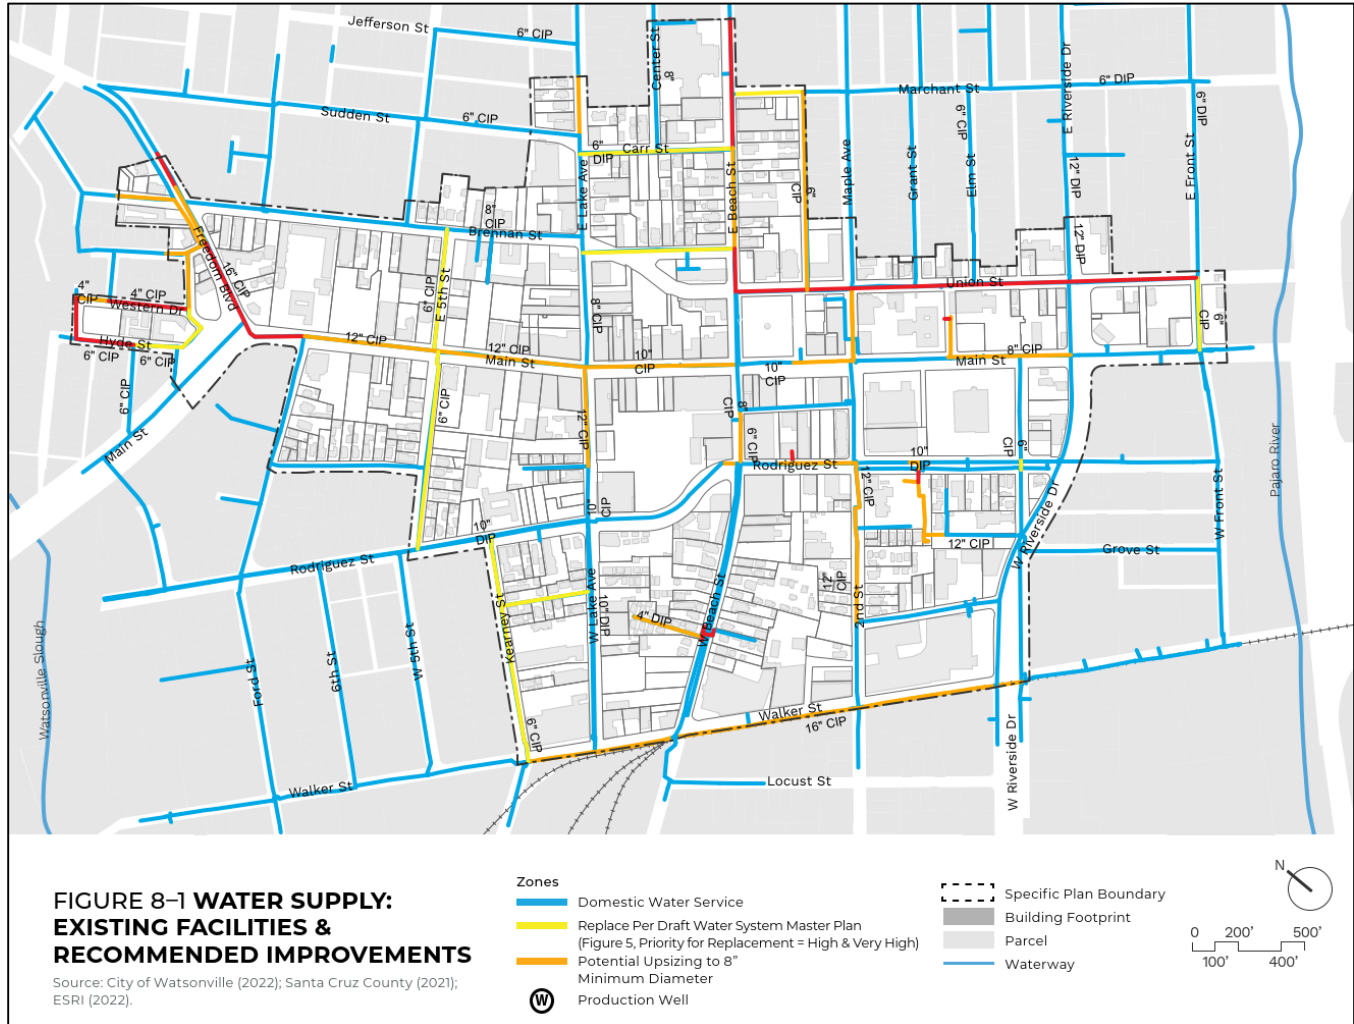 Jefferson St
6" CIP
Center St
8"
E Riverside Dr
6" DIP
Marchant St
6" DIP
Sudden St
6" CIP
6" CIP
6"
DIP
Carr St
E Lake Ave
E Beach St
6"
CIP
Maple Ave
Grant St
Elm St
12" DIP
E Front St
8"
CIP
Brennan St
12" DIP
Freedom Blvd
16" CIP
E 5th St
6" CIP
4"
CIP
4" CIP
Western Dr
Union St
8" CIP
6"
CIP
Hyde St
6" CIP
6" CIP
12" CIP
12" CIP
Main St
10"
CIP
10"
CIP
8" CIP
Main St
6" CIP
6" CIP
12" CIP
8"
CIP
6" CIP
6"
CIP
Main St
Pajaro River
Rodriguez St
12" CIP
10"
DIP
10"
CIP
W Riverside Dr
W Front St
10"
DIP
12" CIP
Grove St
Rodriguez St
Kearney St
W Lake Ave
10" DIP
4" DIP
W Beach St
12"
CIP
2nd St
Watsonville Slough
Ford St
6th St
W 5th St
6" CIP
Walker St
16" CIP
W Riverside Dr
Walker St
Locust St
FIGURE 8–1 WATER SUPPLY:
EXISTING FACILITIES &
RECOMMENDED IMPROVEMENTS
Source: City of Watsonville (2022); Santa Cruz County (2021);
ESRI (2022).
Zones
Domestic Water Service
Replace Per Draft Water System Master Plan
(Figure 5, Priority for Replacement = High & Very High)
Potential Upsizing to 8"
Minimum Diameter
W
Production Well
Specific Plan Boundary
Building Footprint
Parcel
Waterway
N
0 200' 500'
100' 400'